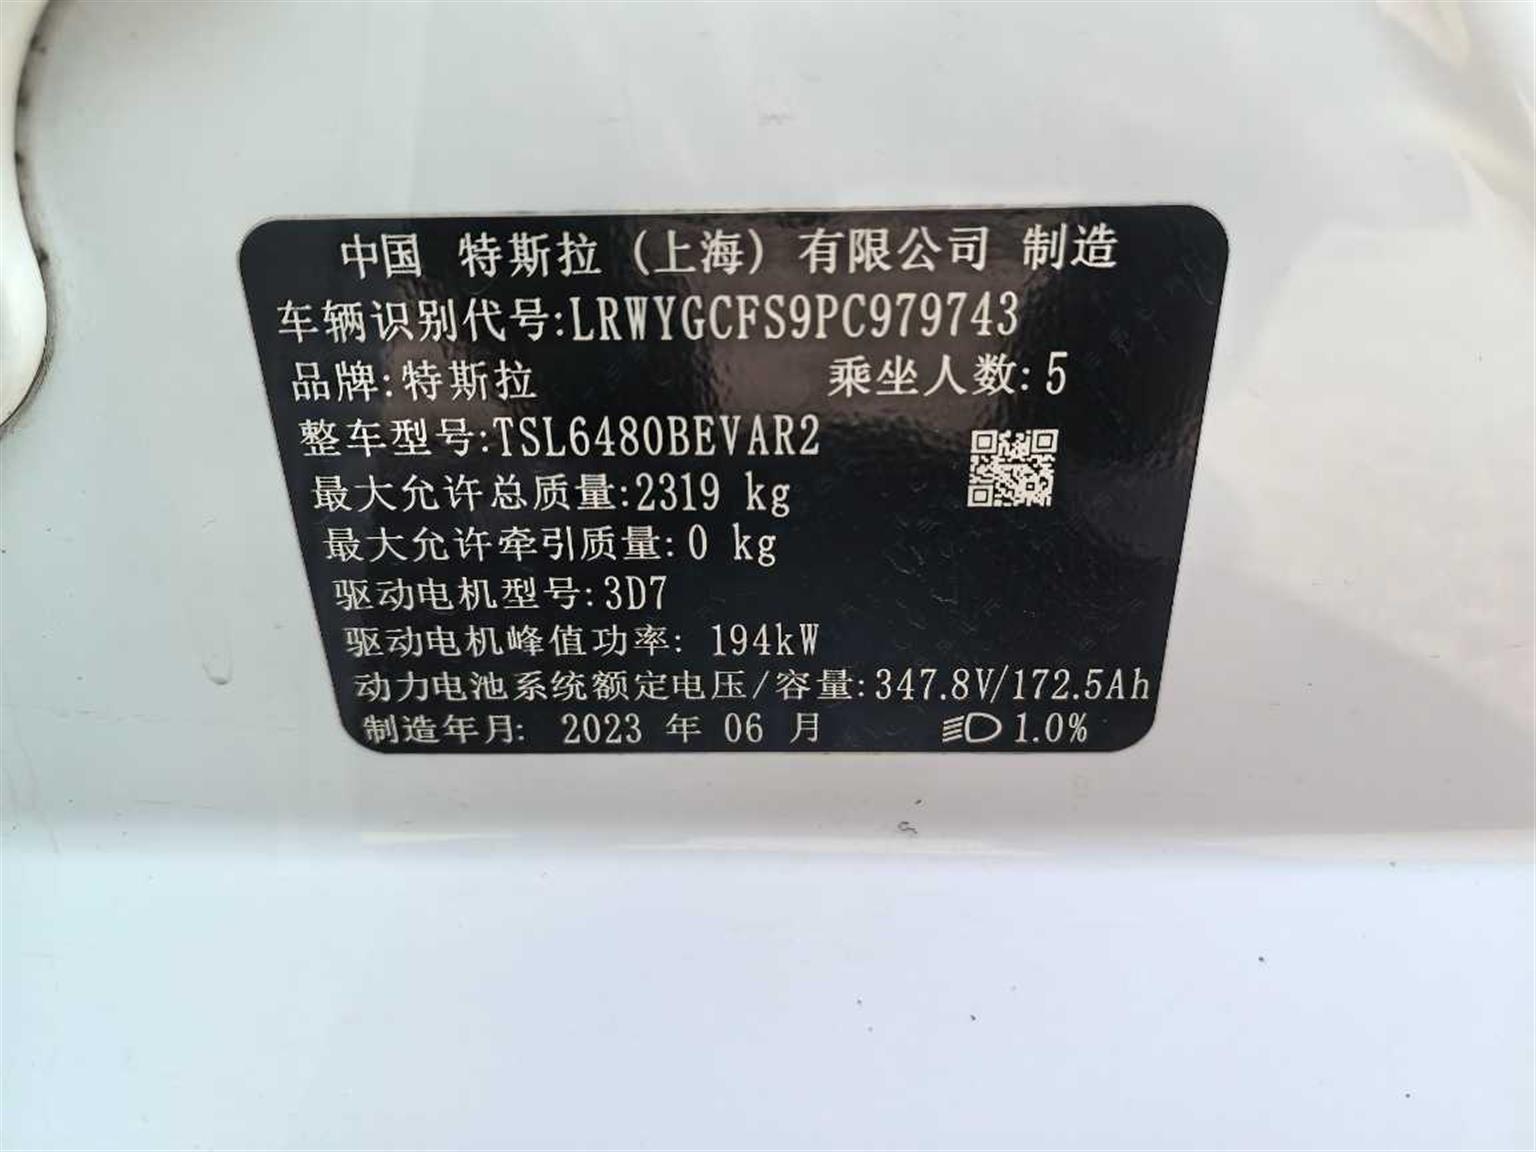 中国 特斯拉 (上海) 有限公司 制造
车辆识别代号:LRWYGCFS9PC979743
品牌:特斯拉 乘坐人数:5
整车型号:TSL6480BEVAR2
最大允许总质量:2319 kg
最大允许牵引质量:0 kg
驱动电机型号:3D7
驱动电机峰值功率: 194kW
动力电池系统额定电压/容量:347.8V/172.5Ah
制造年月: 2023 年 06 月 1.0%